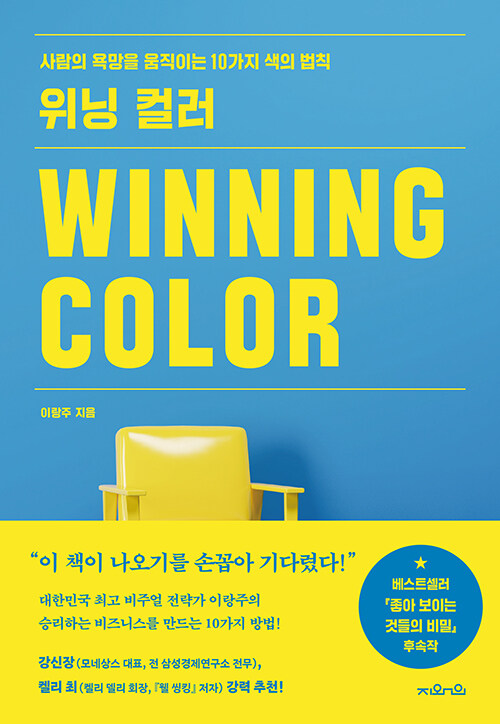 사람의 욕망을 움직이는 10가지 색의 법칙
위닝 컬러
WINNING
COLOR
이랑주 지음
“이 책이 나오기를 손꼽아 기다렸다!”
대한민국 최고 비주얼 전략가 이랑주의
승리하는 비즈니스를 만드는 10가지 방법!
강신장(모네상스 대표, 전 삼성경제연구소 전무),
켈리 최(켈리 델리 회장, 『웰 씽킹』 저자) 강력 추천!
베스트셀러
『좋아 보이는
것들의 비밀』
후속작
지와인